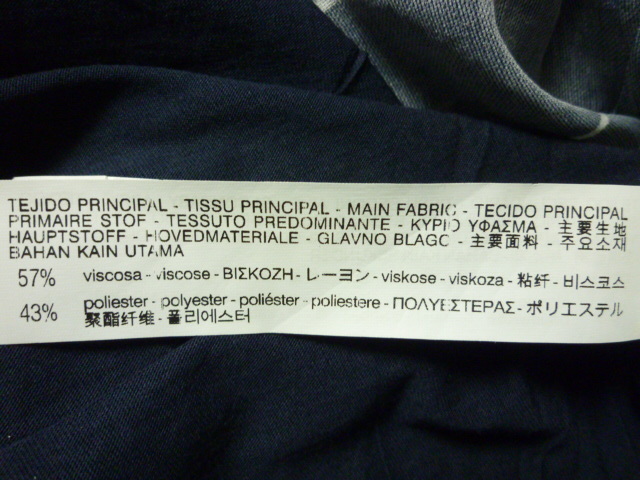 TEJIDO PRINCIPAL - TISSU PRINCIPAL - MAIN FABRIC - TECIDO PRINCIPAL
PRIMAIRE STOF - TESSUTO PREDOMINANTE - ΚΥΡΙΟ ΥΦΑΣΜΑ - 主要生地
HAUPTSTOFF - HOVEDMATERIALE - GLAVNO BLAGO - 主要面料 - 주요소재
BAHAN KAIN UTAMA
57% viscosa - viscose - ΒΙΣΚΟΖΗ - レーヨン - viskose - viskoza - 粘纤 - 비스코스
43% poliester - polyester - poliéster - poliestere - ΠΟΛΥΕΣΤΕΡΑΣ - ポリエステル
聚酯纤维 - 폴리에스터